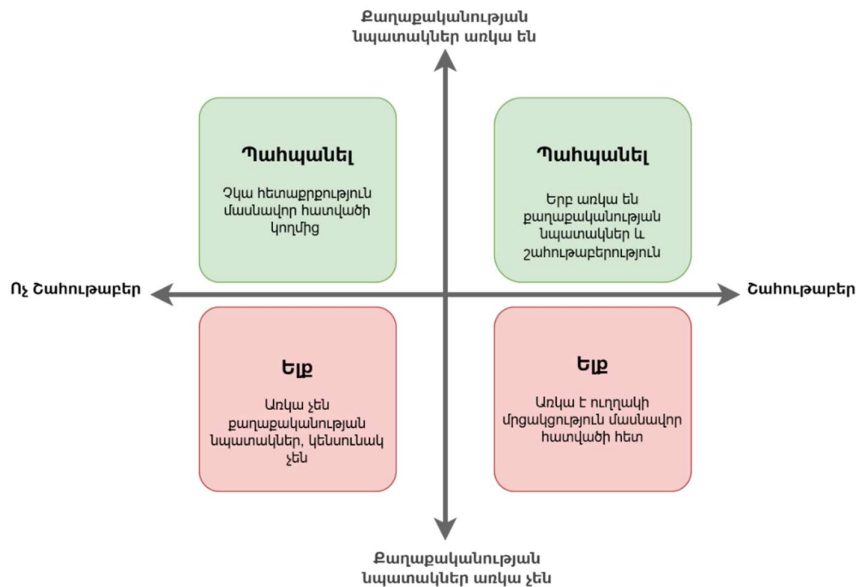 Քաղաքականության
նպատակներ առկա են
Պահպանել
Չկա հետաքրքրություն
մասնավոր հատվածի
կողմից
Պահպանել
Երբ առկա են
քաղաքականության
նպատակներ և
շահութաբերություն
Ոչ Շահութաբեր
Շահութաբեր
Ելք
Առկա չեն
քաղաքականության
նպատակներ, կենսունակ
չեն
Ելք
Առկա է ուղղակի
մրցակցություն մասնավոր
հատվածի հետ
Քաղաքականության
նպատակներ առկա չեն